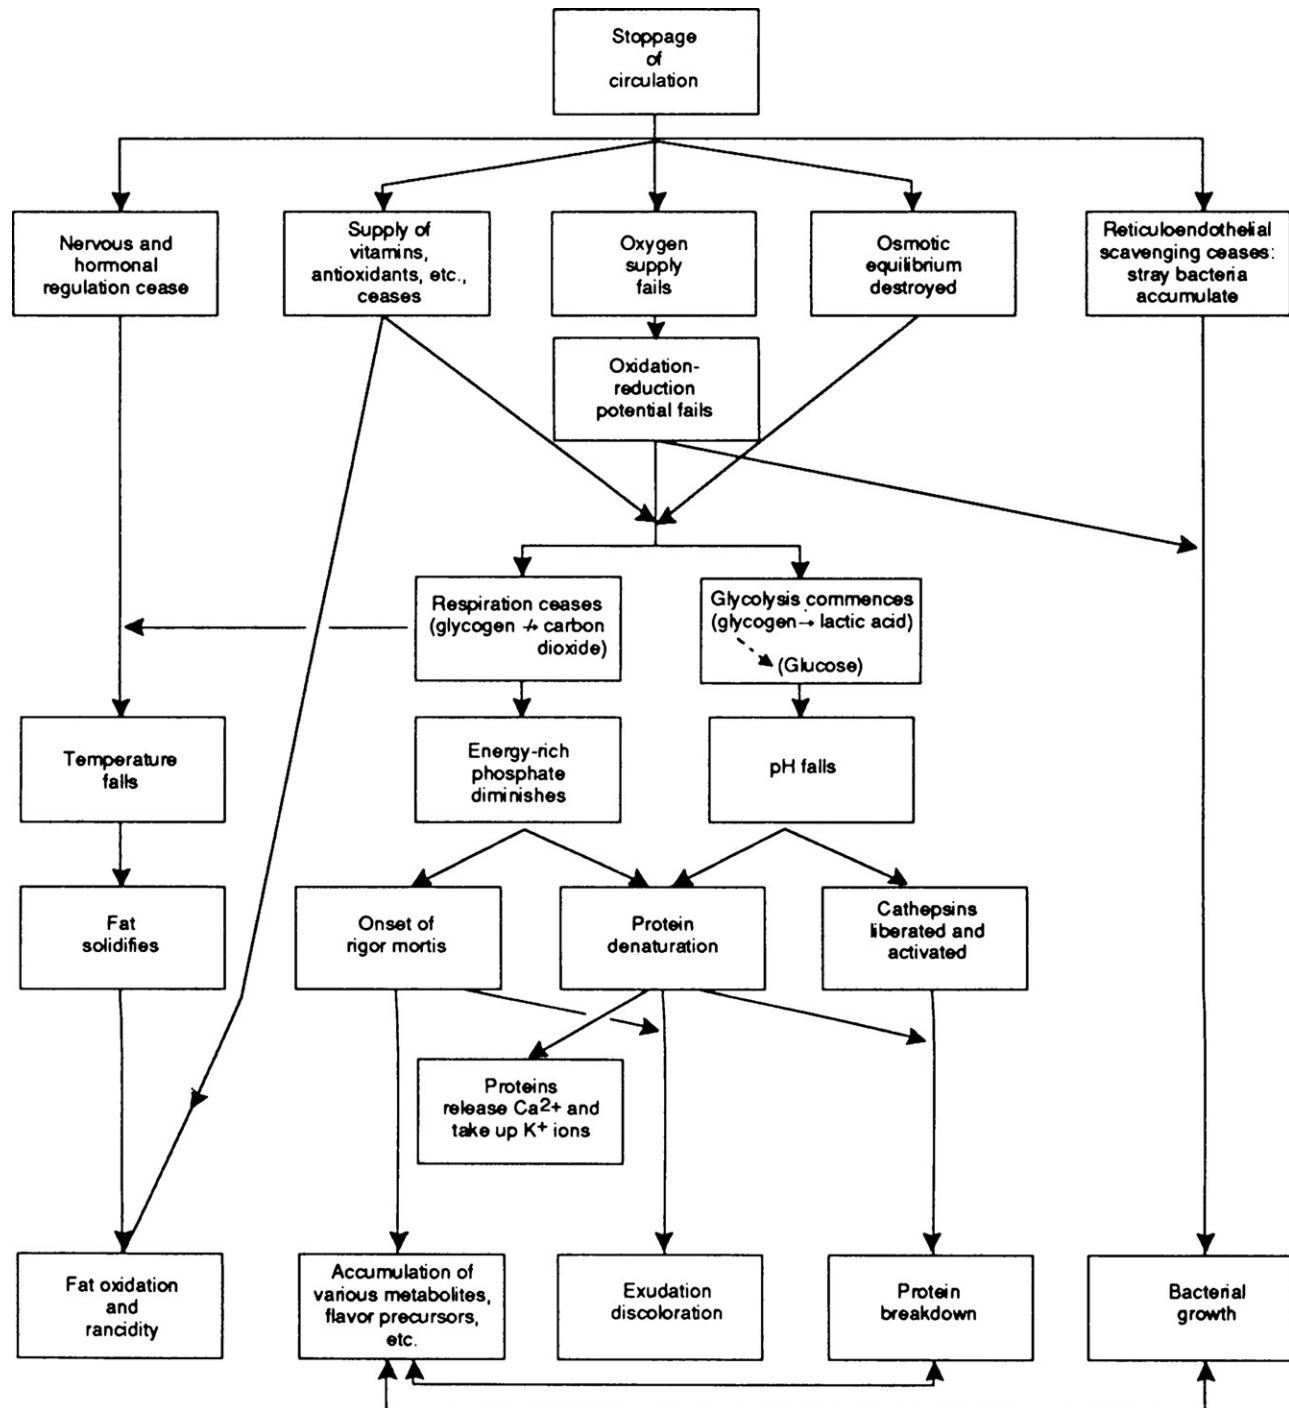 Stoppage
of
circulation
Nervous and
hormonal
regulation cease
Supply of
vitamins,
antioxidants, etc.,
ceases
Oxygen
supply
fails
Osmotic
equilibrium
destroyed
Reticuloendothelial
scavenging ceases:
stray bacteria
accumulate
Oxidation-
reduction
potential fails
Respiration ceases
(glycogen ↛ carbon
dioxide)
Glycolysis commences
(glycogen → lactic acid)
(Glucose)
Temperature
falls
Energy-rich
phosphate
diminishes
pH falls
Fat
solidifies
Onset of
rigor mortis
Protein
denaturation
Cathepsins
liberated and
activated
Proteins
release Ca2+ and
take up K+ ions
Fat oxidation
and
rancidity
Accumulation of
various metabolites,
flavor precursors,
etc.
Exudation
discoloration
Protein
breakdown
Bacterial
growth